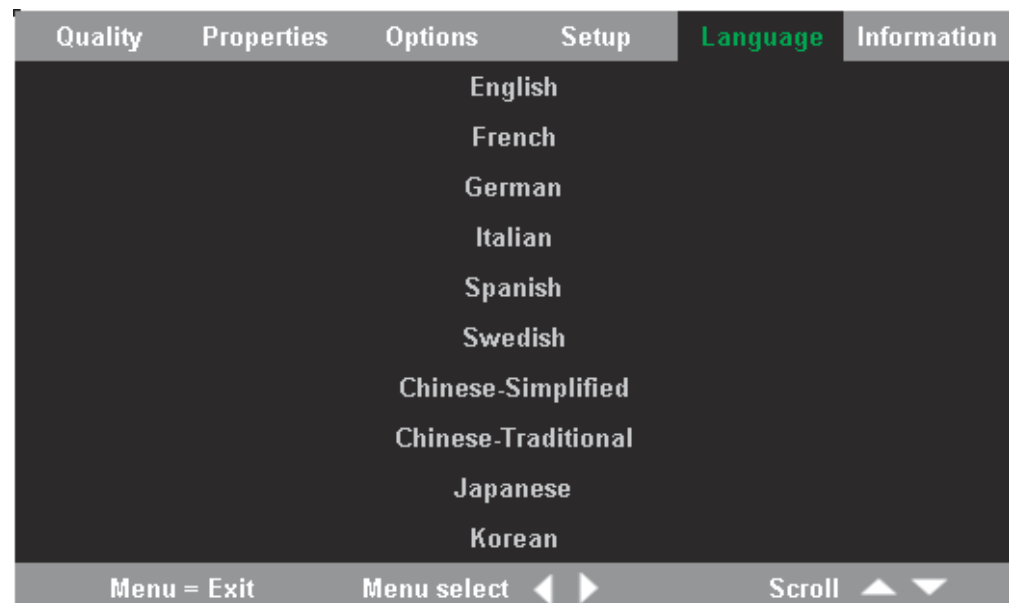 Quality Properties Options Setup Language Information
English
French
German
Italian
Spanish
Swedish
Chinese-Simplified
Chinese-Traditional
Japanese
Korean
Menu = Exit Menu select Scroll